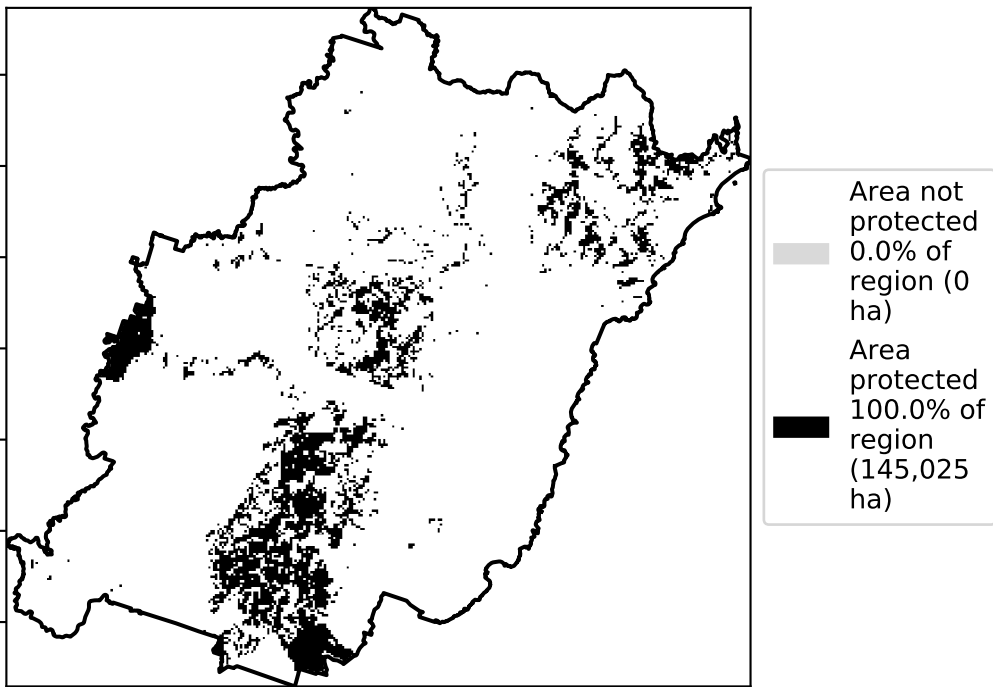 Area not
protected
0.0% of
region (0
ha)
Area
protected
100.0% of
region
(145,025
ha)